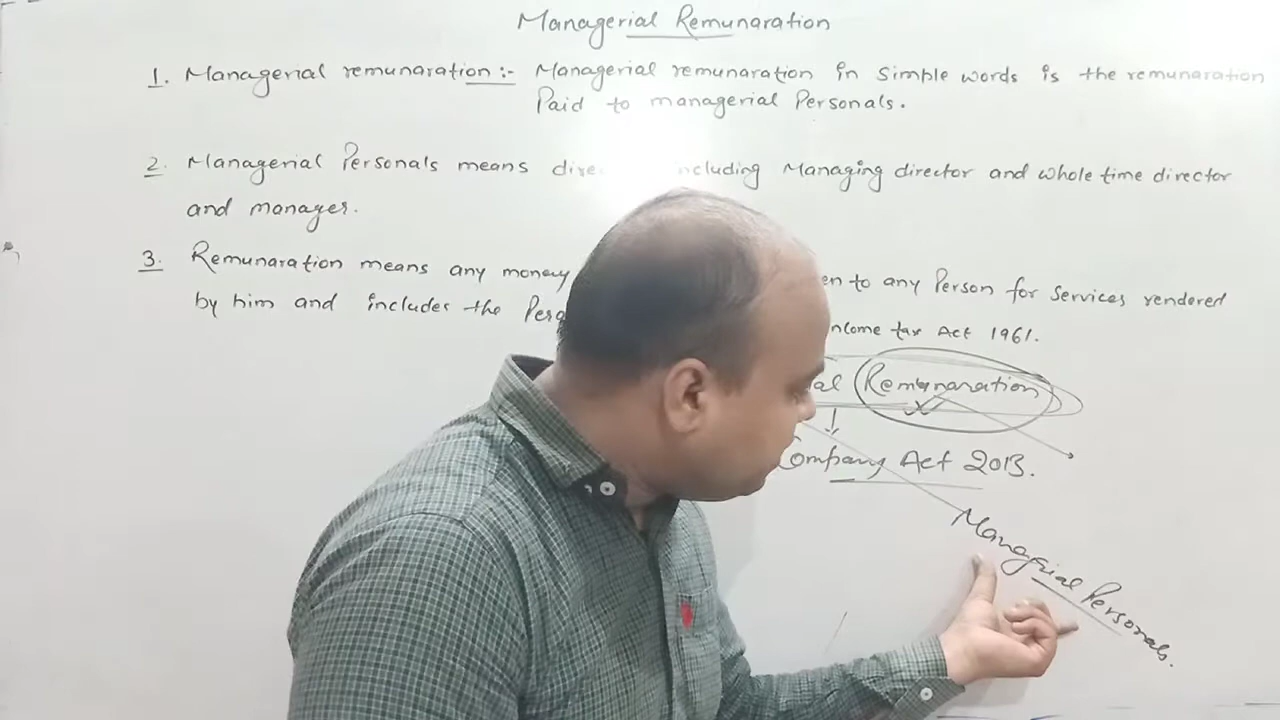 Managerial Remunaration
1. Managerial remunaration :- Managerial remunaration in simple words is the remunaration
Paid to managerial Personals.
2. Managerial Personals means including Managing director and whole time director
and manager.
3. Remunaration means any money to any Person for Services rendered
by him and includes the income tax Act 1961.
Remunaration
Company Act 2013.
Managerial Personals.